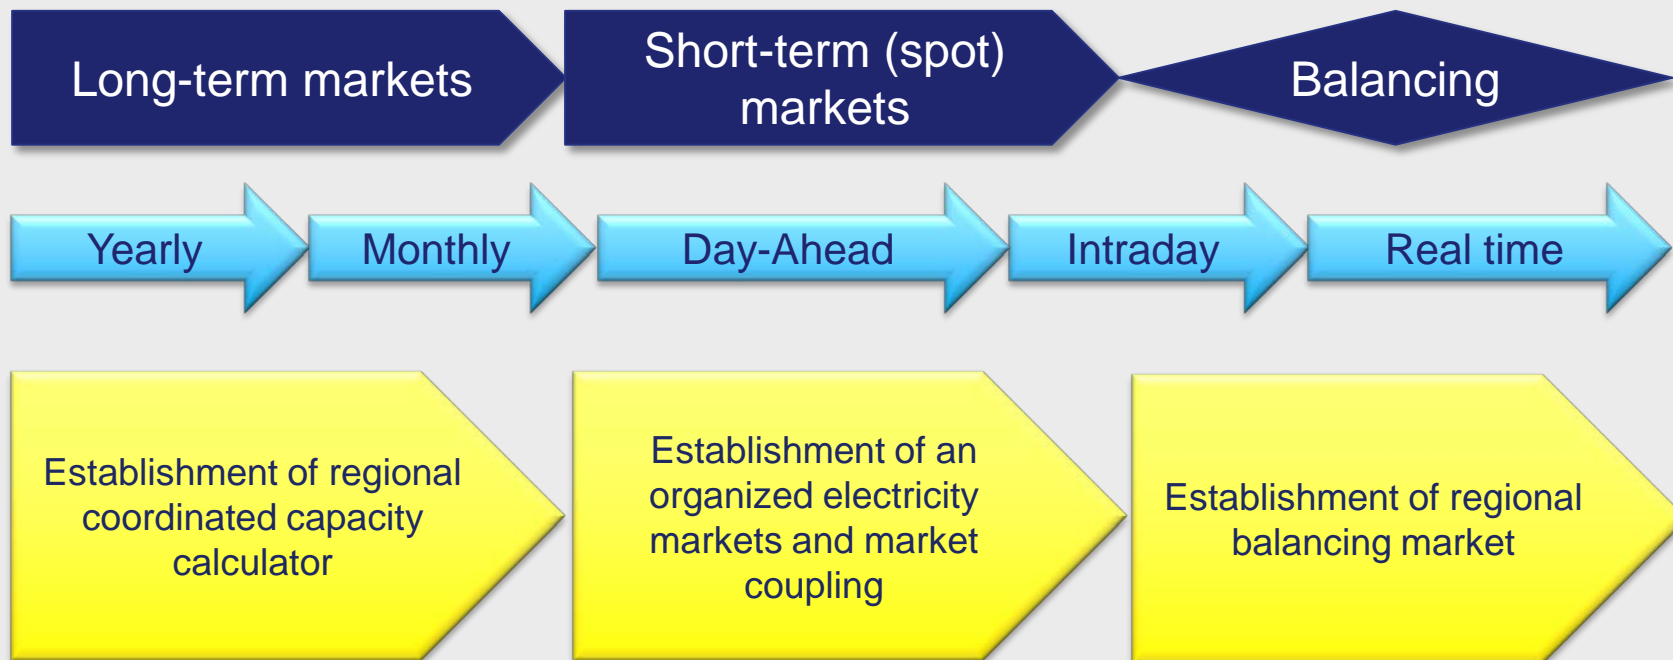 Long-term markets
Short-term (spot)
markets
Balancing
Yearly
Monthly
Day-Ahead
Intraday
Real time
Establishment of regional
coordinated capacity
calculator
Establishment of an
organized electricity
markets and market
coupling
Establishment of regional
balancing market